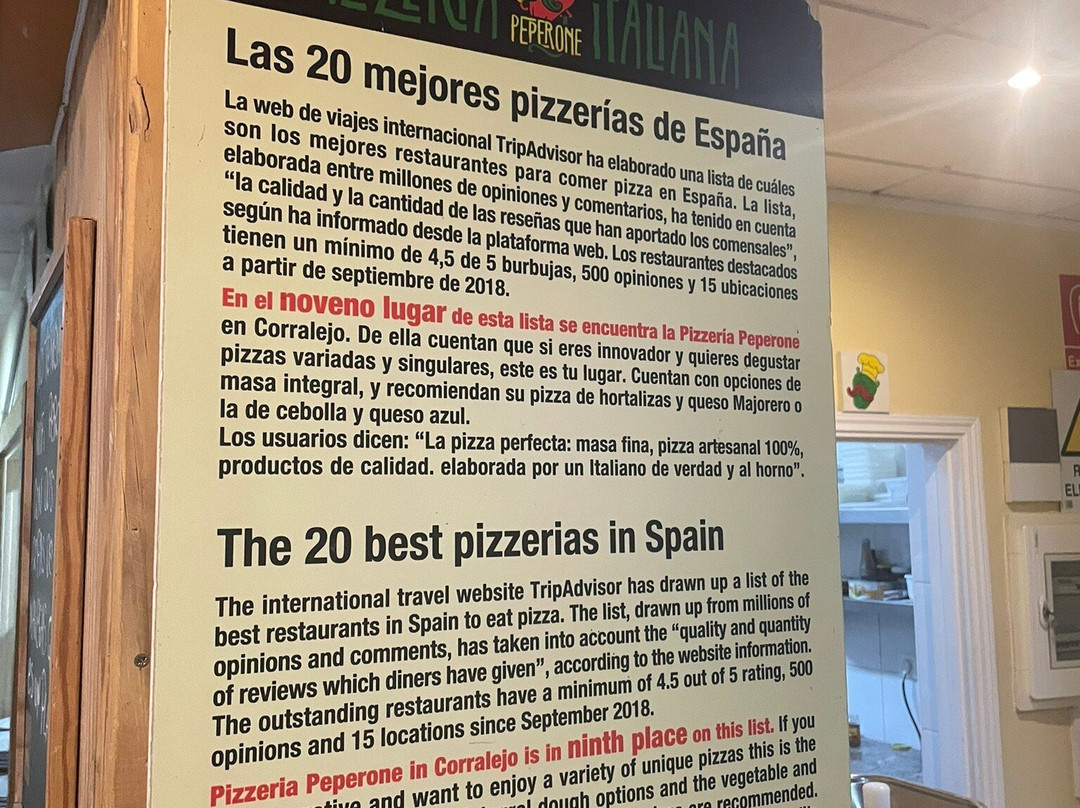 PEPERONE
ITALIANA
Las 20 mejores pizzerías de España
La web de viajes internacional TripAdvisor ha elaborado una lista de cuáles
son los mejores restaurantes para comer pizza en España. La lista,
elaborada entre millones de opiniones y comentarios, ha tenido en cuenta
“la calidad y la cantidad de las reseñas que han aportado los comensales”,
según ha informado desde la plataforma web. Los restaurantes destacados
tienen un mínimo de 4,5 de 5 burbujas, 500 opiniones y 15 ubicaciones
a partir de septiembre de 2018.
En el noveno lugar de esta lista se encuentra la Pizzeria Peperone
en Corralejo. De ella cuentan que si eres innovador y quieres degustar
pizzas variadas y singulares, este es tu lugar. Cuentan con opciones de
masa integral, y recomiendan su pizza de hortalizas y queso Majorero o
la de cebolla y queso azul.
Los usuarios dicen: “La pizza perfecta: masa fina, pizza artesanal 100%,
productos de calidad. elaborada por un Italiano de verdad y al horno”.
The 20 best pizzerias in Spain
The international travel website TripAdvisor has drawn up a list of the
best restaurants in Spain to eat pizza. The list, drawn up from millions of
opinions and comments, has taken into account the “quality and quantity
of reviews which diners have given”, according to the website information.
The outstanding restaurants have a minimum of 4.5 out of 5 rating, 500
opinions and 15 locations since September 2018.
Pizzeria Peperone in Corralejo is in ninth place on this list. If you
and want to enjoy a variety of unique pizzas this is the
dough options and the vegetable and
are recommended.